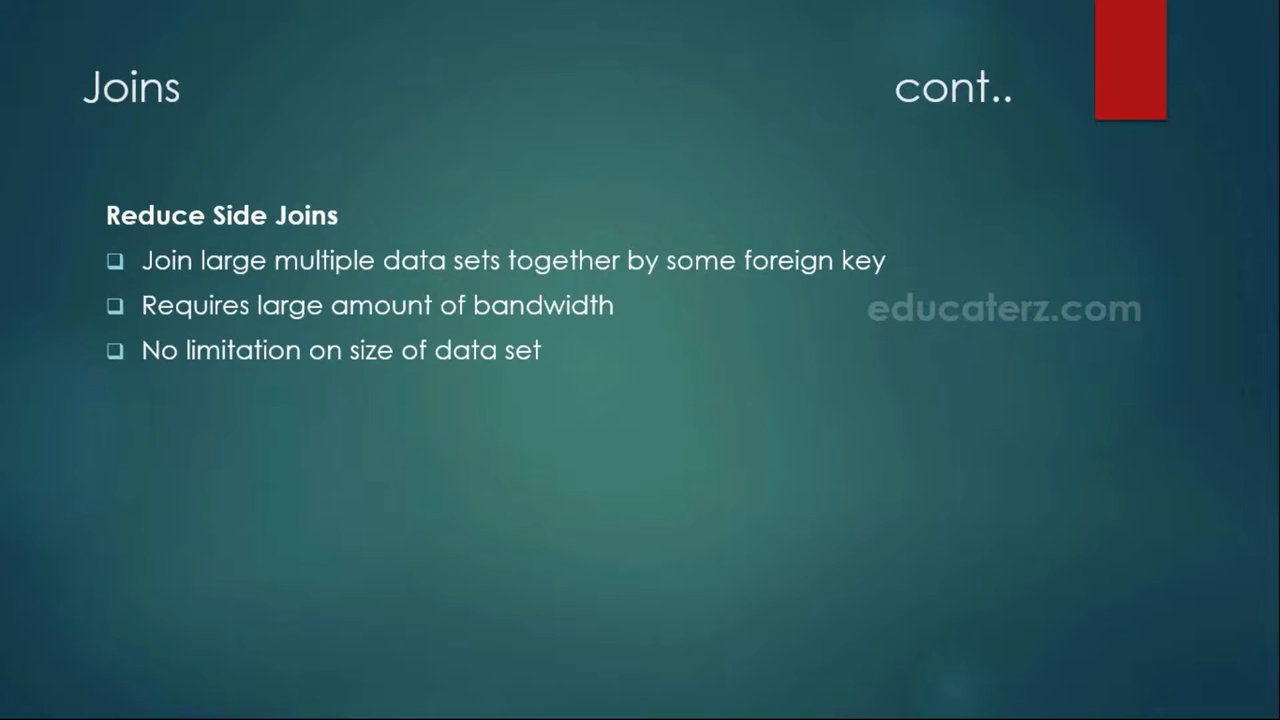 Joins cont..
Reduce Side Joins
Join large multiple data sets together by some foreign key
Requires large amount of bandwidth
educaterz.com
No limitation on size of data set